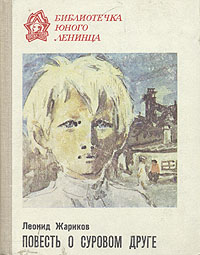 БИБЛИОТЕЧКА
ЮНОГО
ЛЕНИНЦА
Леонид Жариков
ПОВЕСТЬ О СУРОВОМ ДРУГЕ